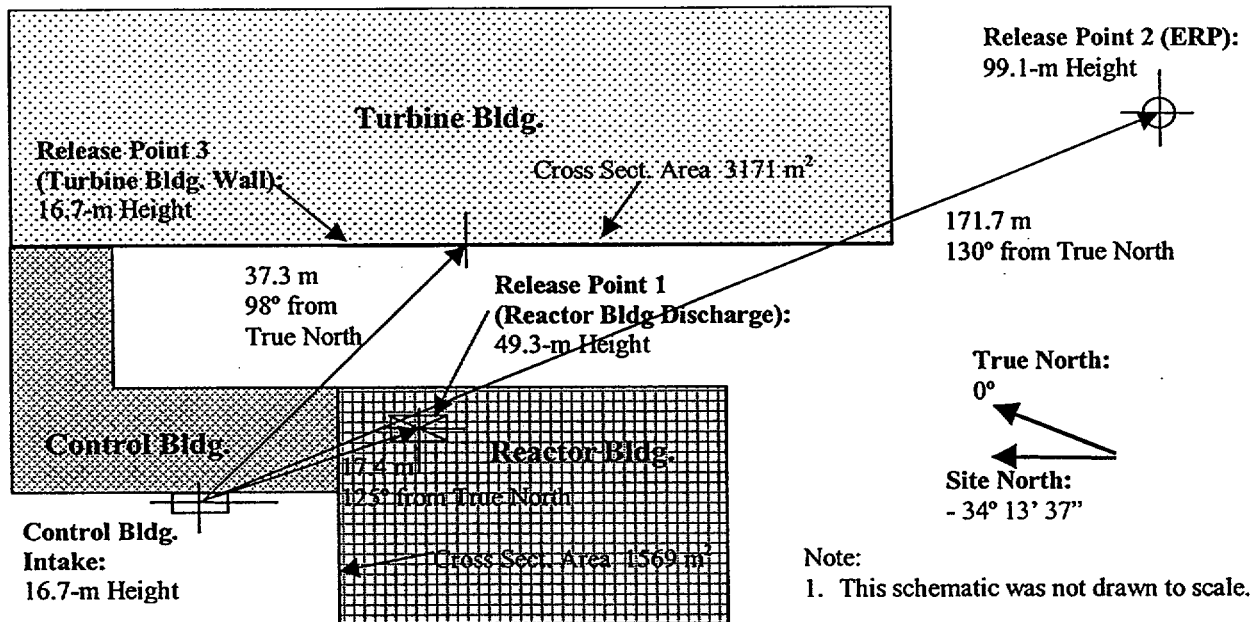 Release Point 2 (ERP):
99.1-m Height
Turbine Bldg.
Release Point 3
(Turbine Bldg. Wall):
16.7-m Height
Cross Sect. Area 3171 m²
171.7 m
130° from True North
37.3 m
98° from
True North
Release Point 1
(Reactor Bldg Discharge):
49.3-m Height
True North:
0°
Control Bldg.
Reactor Bldg.
17.4 m
125° from True North
Site North:
- 34° 13' 37"
Control Bldg.
Intake:
16.7-m Height
Cross Sect. Area 1569 m²
Note:
1. This schematic was not drawn to scale.